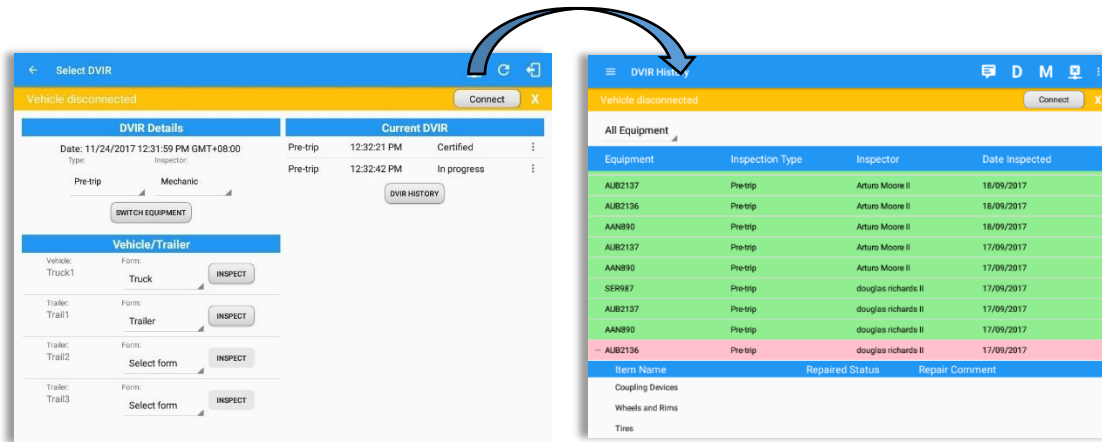 Select DVIR
Vehicle disconnected
Connect
X
DVIR Details
Date: 11/24/2017 12:31:59 PM GMT+08:00
Type: Inspector:
Pre-trip Mechanic
SWITCH EQUIPMENT
Vehicle/Trailer
Vehicle: Form:
Truck1 Truck INSPECT
Trailer: Form:
Trail1 Trailer INSPECT
Trailer: Form:
Trail2 Select form INSPECT
Trailer: Form:
Trail3 Select form INSPECT
Current DVIR
Pre-trip 12:32:21 PM Certified
Pre-trip 12:32:42 PM In progress
DVIR HISTORY
DVIR History
D M
Vehicle disconnected
Connect
X
All Equipment
Equipment Inspection Type Inspector Date Inspected
AUB2137 Pre-trip Arturo Moore II 18/09/2017
AUB2136 Pre-trip Arturo Moore II 18/09/2017
AAN890 Pre-trip Arturo Moore II 18/09/2017
AUB2137 Pre-trip Arturo Moore II 17/09/2017
AAN890 Pre-trip Arturo Moore II 17/09/2017
SER987 Pre-trip douglas richards II 17/09/2017
AUB2137 Pre-trip douglas richards II 17/09/2017
AAN890 Pre-trip douglas richards II 17/09/2017
– AUB2136 Pre-trip douglas richards II 17/09/2017
Item Name Repaired Status Repair Comment
Coupling Devices
Wheels and Rims
Tires